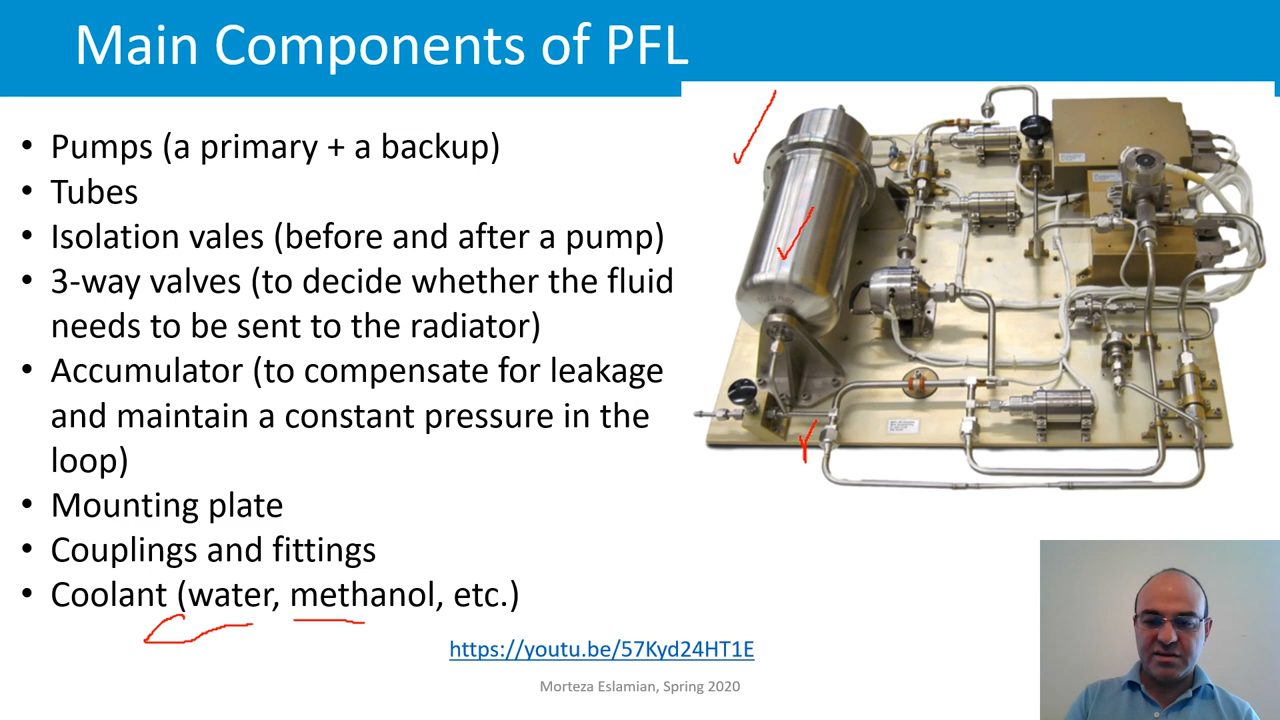 Main Components of PFL
• Pumps (a primary + a backup)
• Tubes
• Isolation vales (before and after a pump)
• 3-way valves (to decide whether the fluid
needs to be sent to the radiator)
• Accumulator (to compensate for leakage
and maintain a constant pressure in the
loop)
• Mounting plate
• Couplings and fittings
• Coolant (water, methanol, etc.)
https://youtu.be/57Kyd24HT1E
Morteza Eslamian, Spring 2020